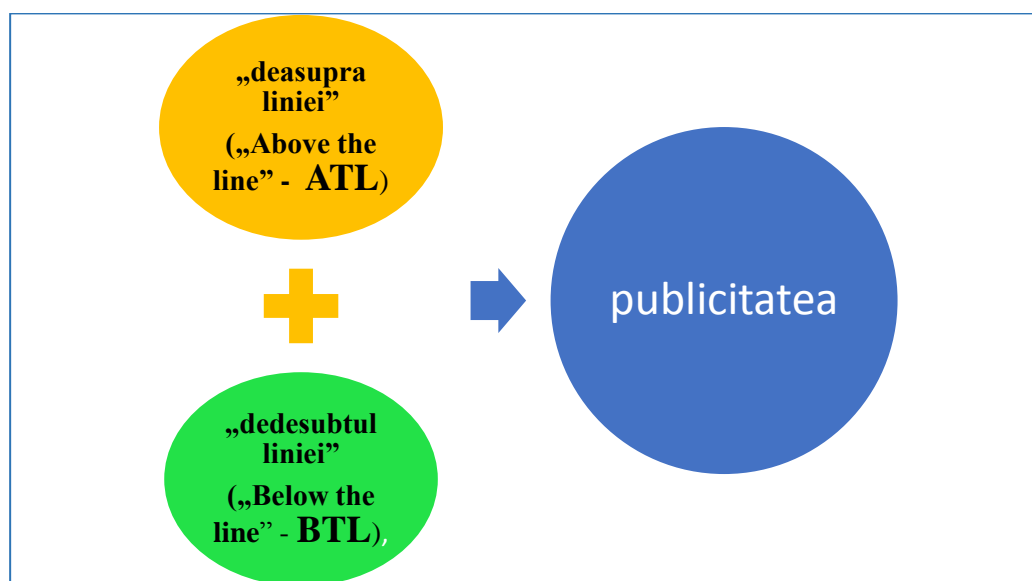 „deasupra
liniei”
(„Above the
line” - ATL)
publicitatea
„dedesubtul
liniei”
(„Below the
line” - BTL),